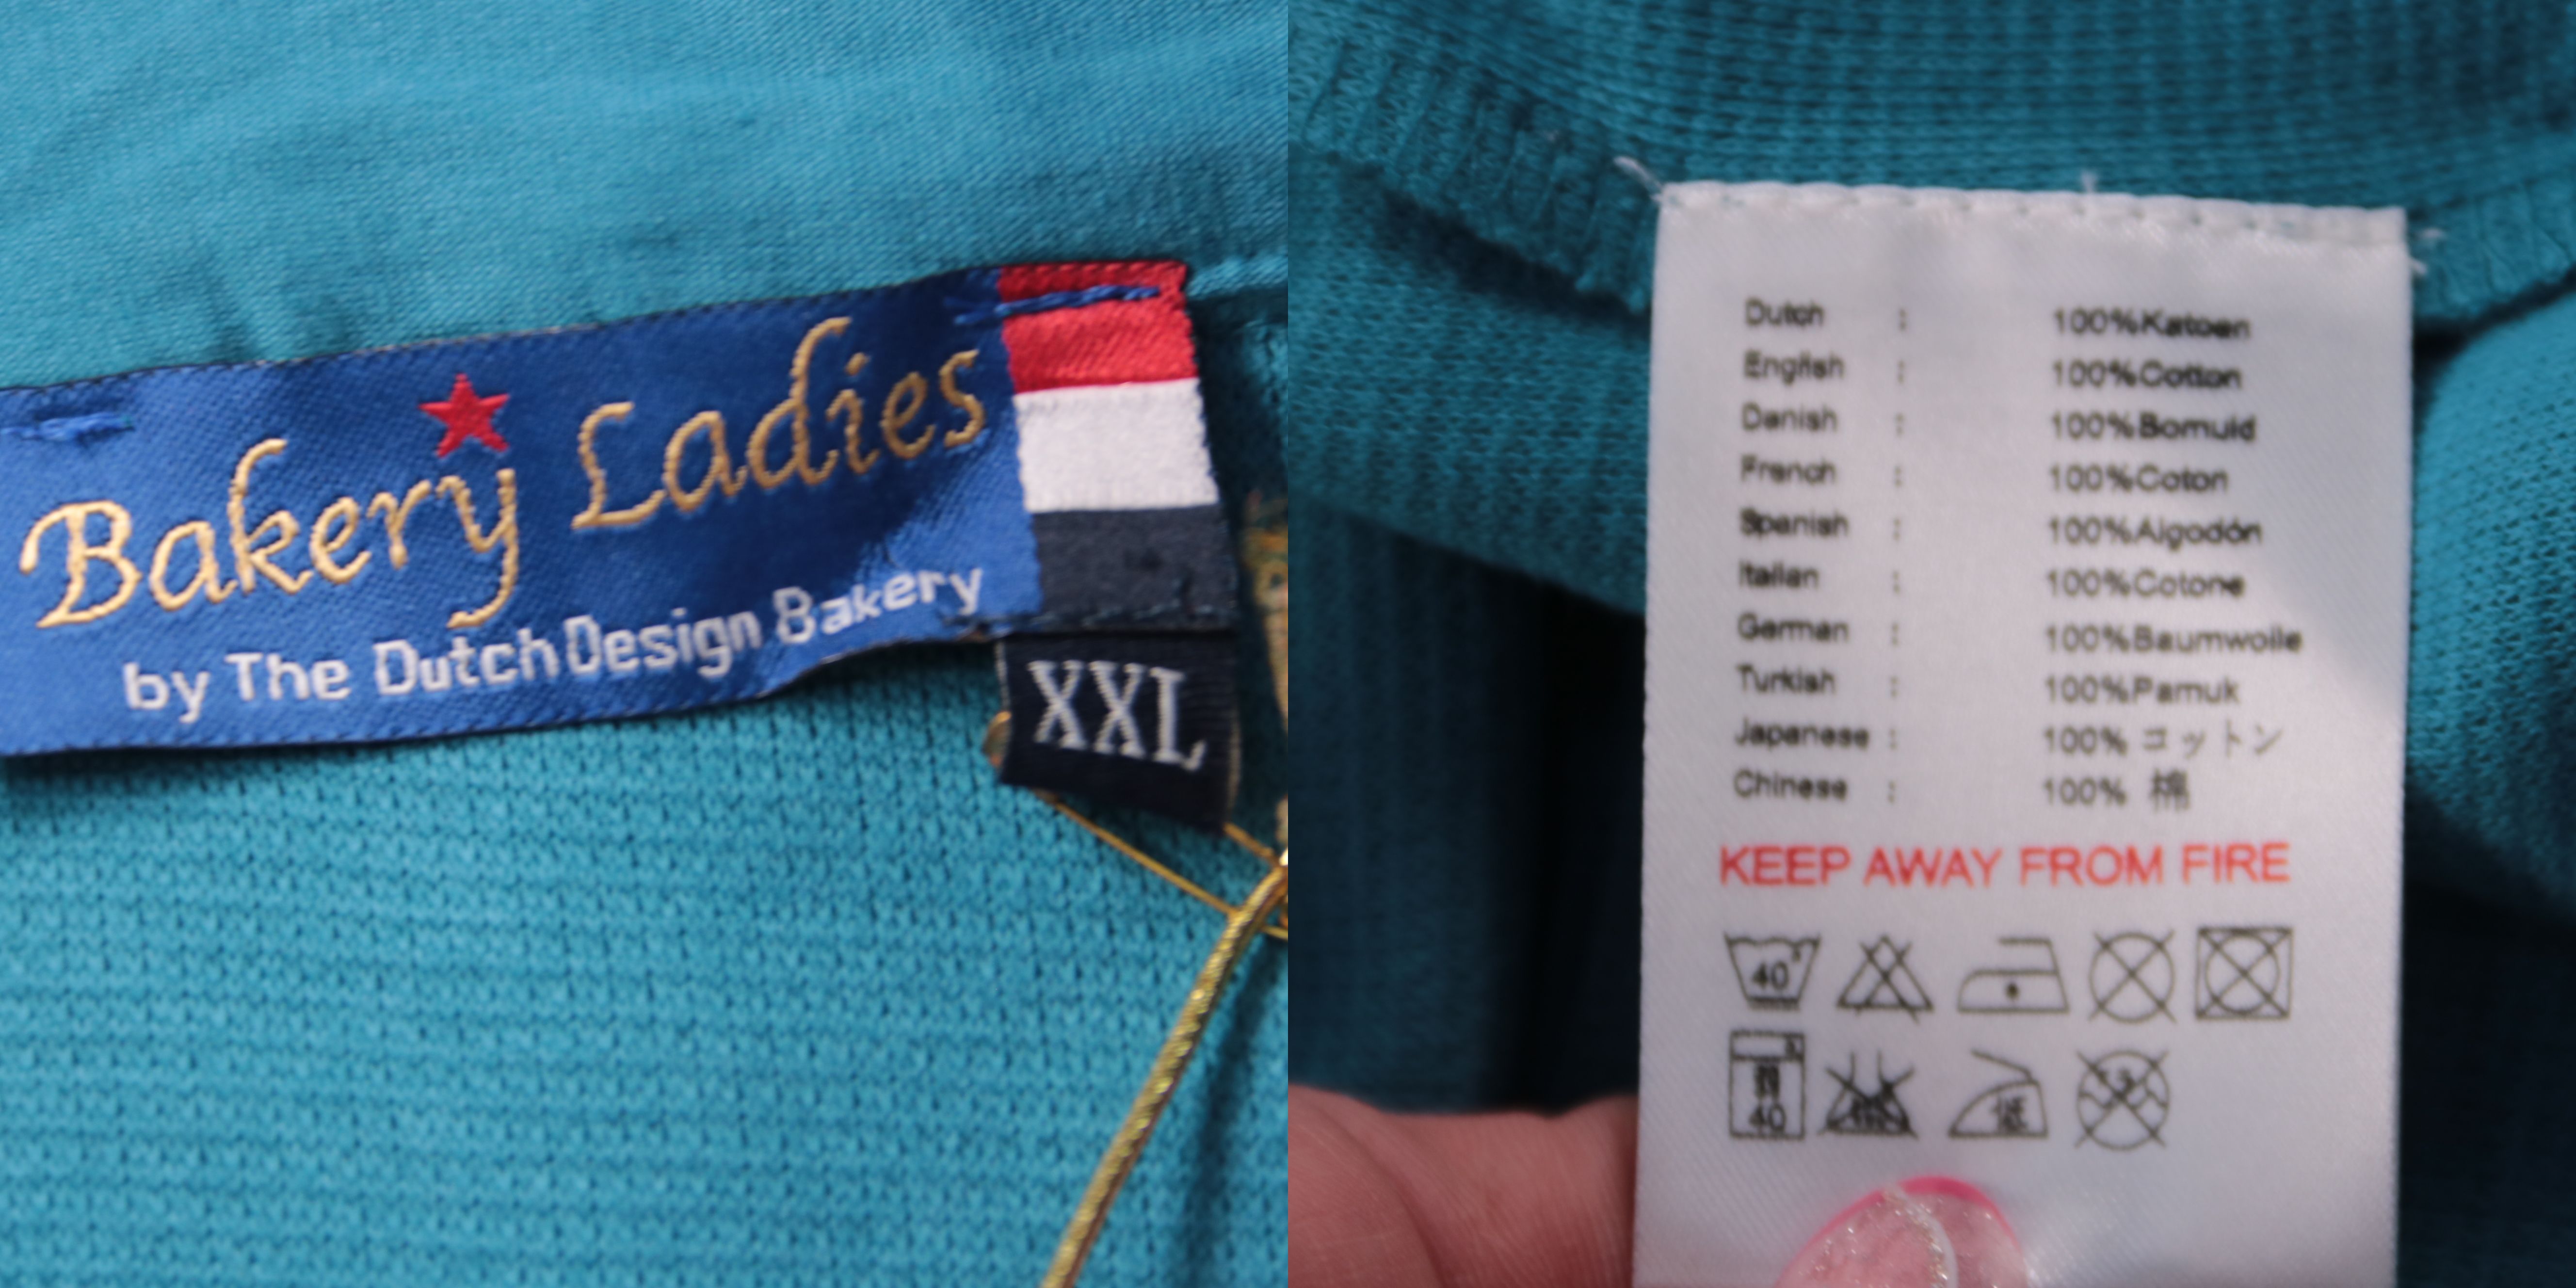 Bakery Ladies
by The Dutch Design Bakery
XXL
Dutch : 100%Katoen
English : 100%Cotton
Danish : 100%Bomuld
French : 100%Coton
Spanish : 100%Algodón
Italian : 100%Cotone
German : 100%Baumwolle
Turkish : 100%Pamuk
Japanese : 100% コットン
Chinese : 100% 棉
KEEP AWAY FROM FIRE
40
40